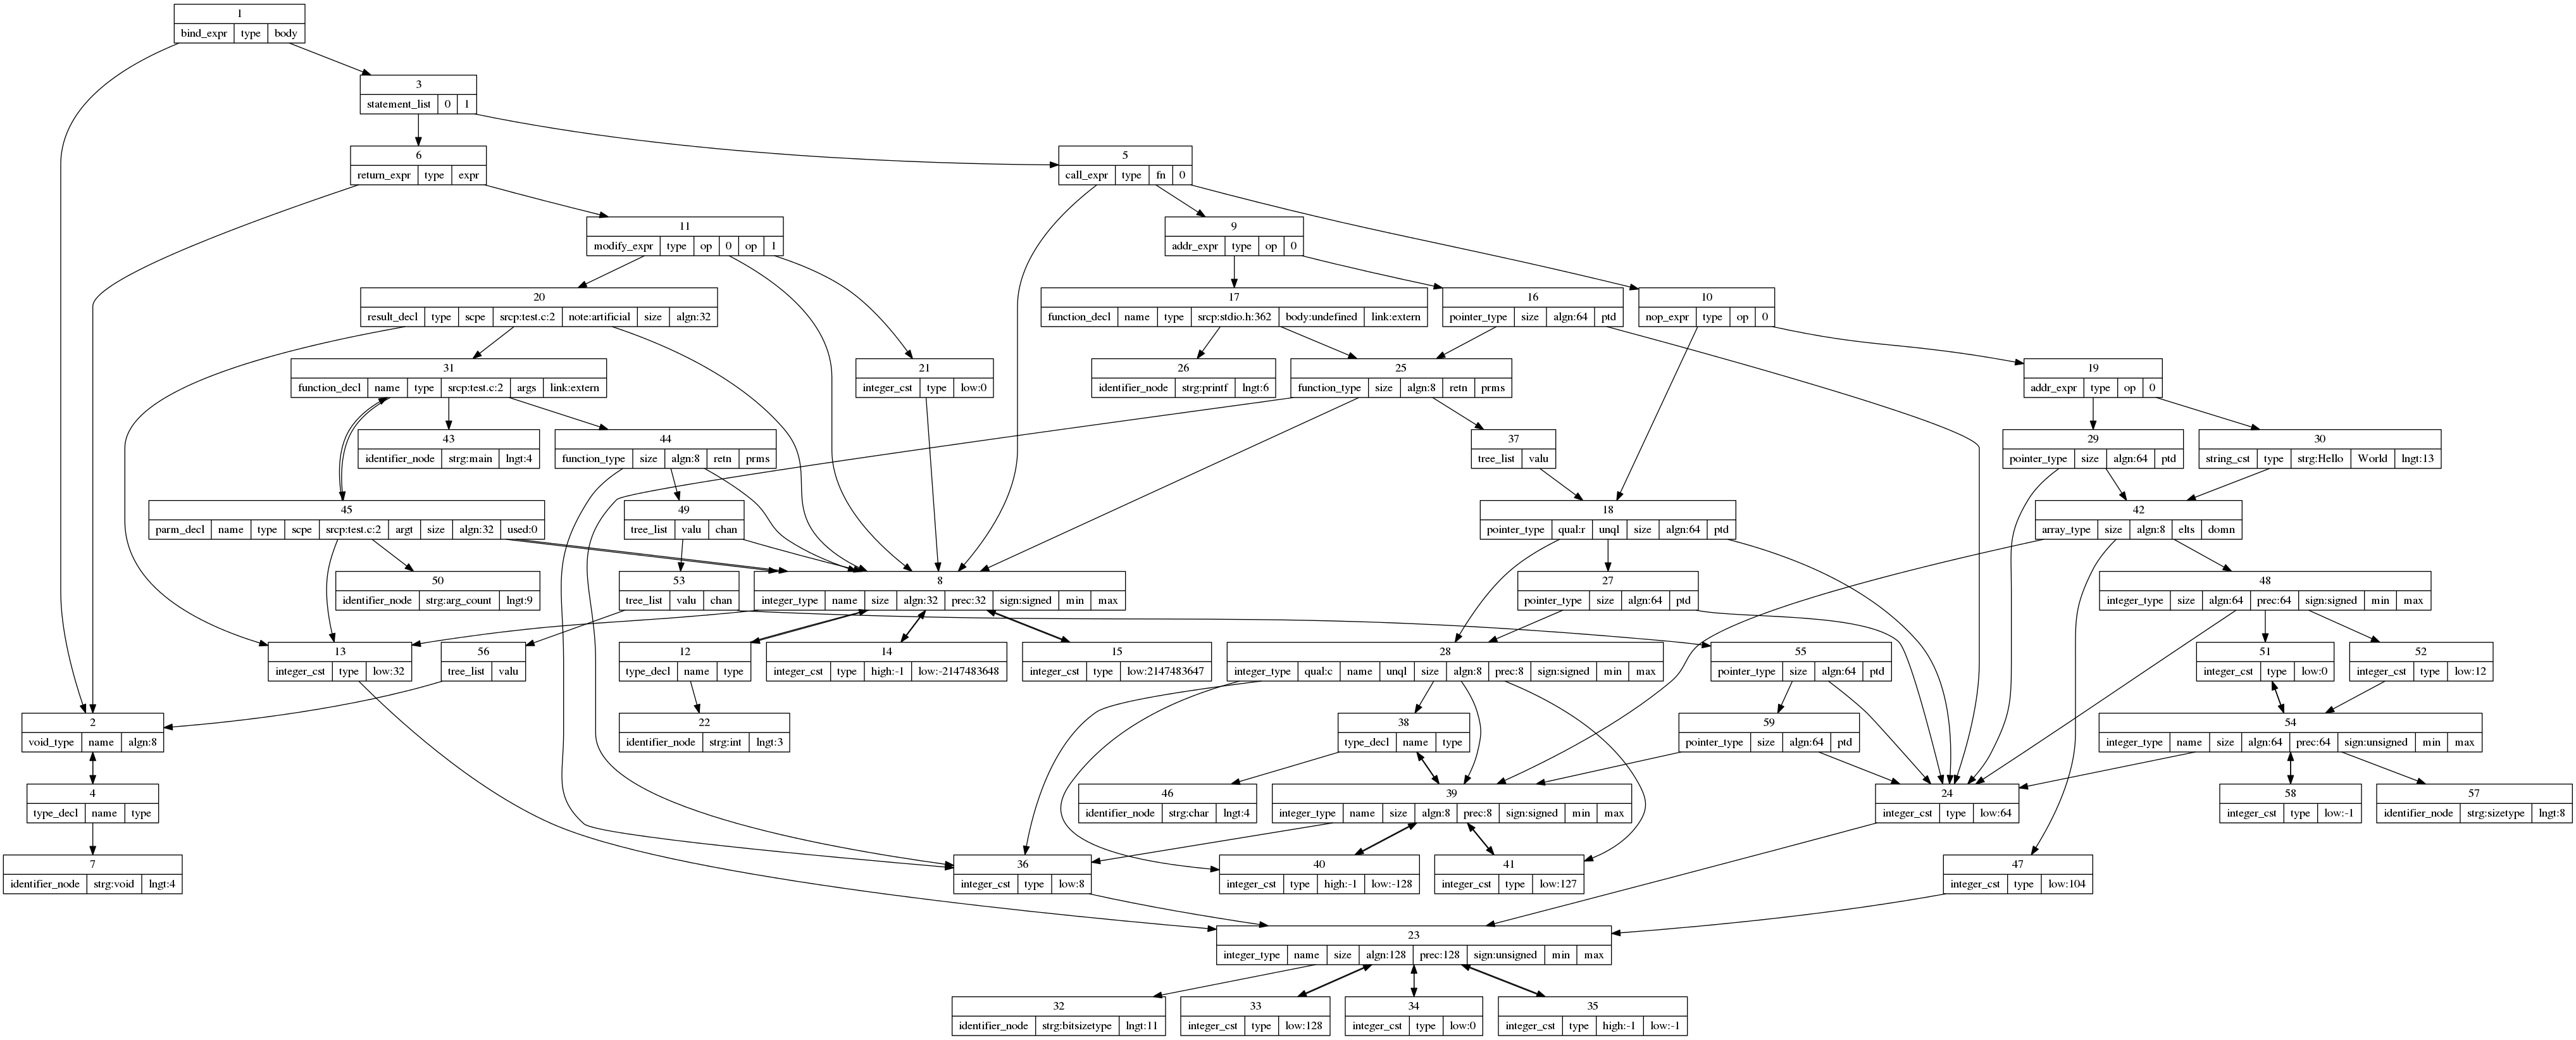 1
bind_expr type body
3
statement_list 0 1
6
return_expr type expr
5
call_expr type fn 0
11
modify_expr type op 0 op 1
9
addr_expr type op 0
20
result_decl type scpe srcp:test.c:2 note:artificial size algn:32
17
function_decl name type srcp:stdio.h:362 body:undefined link:extern
16
pointer_type size algn:64 ptd
10
nop_expr type op 0
31
function_decl name type srcp:test.c:2 args link:extern
21
integer_cst type low:0
26
identifier_node strg:printf lngt:6
25
function_type size algn:8 retn prms
19
addr_expr type op 0
43
identifier_node strg:main lngt:4
44
function_type size algn:8 retn prms
37
tree_list valu
29
pointer_type size algn:64 ptd
30
string_cst type strg:Hello World lngt:13
45
parm_decl name type scpe srcp:test.c:2 argt size algn:32 used:0
49
tree_list valu chan
18
pointer_type qual:r unql size algn:64 ptd
42
array_type size algn:8 elts domn
50
identifier_node strg:arg_count lngt:9
53
tree_list valu chan
8
integer_type name size algn:32 prec:32 sign:signed min max
27
pointer_type size algn:64 ptd
48
integer_type size algn:64 prec:64 sign:signed min max
13
integer_cst type low:32
56
tree_list valu
12
type_decl name type
14
integer_cst type high:-1 low:-2147483648
15
integer_cst type low:2147483647
28
integer_type qual:c name unql size algn:8 prec:8 sign:signed min max
55
pointer_type size algn:64 ptd
51
integer_cst type low:0
52
integer_cst type low:12
2
void_type name algn:8
22
identifier_node strg:int lngt:3
38
type_decl name type
59
pointer_type size algn:64 ptd
54
integer_type name size algn:64 prec:64 sign:unsigned min max
4
type_decl name type
46
identifier_node strg:char lngt:4
39
integer_type name size algn:8 prec:8 sign:signed min max
24
integer_cst type low:64
58
integer_cst type low:-1
57
identifier_node strg:sizetype lngt:8
7
identifier_node strg:void lngt:4
36
integer_cst type low:8
40
integer_cst type high:-1 low:-128
41
integer_cst type low:127
47
integer_cst type low:104
23
integer_type name size algn:128 prec:128 sign:unsigned min max
32
identifier_node strg:bitsizetype lngt:11
33
integer_cst type low:128
34
integer_cst type low:0
35
integer_cst type high:-1 low:-1